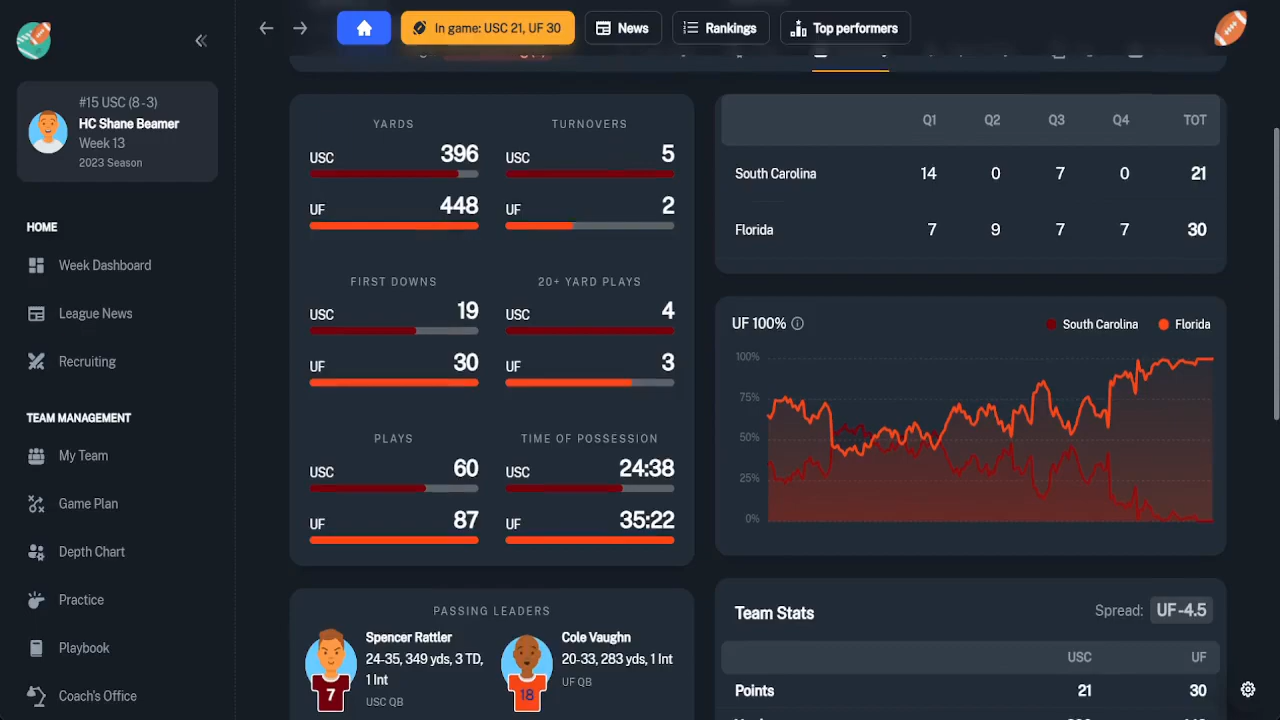 In game: USC 21, UF 30
News
Rankings
Top performers
#15 USC (8-3)
HC Shane Beamer
Week 13
2023 Season
HOME
Week Dashboard
League News
Recruiting
TEAM MANAGEMENT
My Team
Game Plan
Depth Chart
Practice
Playbook
Coach's Office
YARDS
USC 396
UF 448
TURNOVERS
USC 5
UF 2
FIRST DOWNS
USC 19
UF 30
20+ YARD PLAYS
USC 4
UF 3
PLAYS
USC 60
UF 87
TIME OF POSSESSION
USC 24:38
UF 35:22
PASSING LEADERS
Spencer Rattler
24-35, 349 yds, 3 TD,
1 Int
USC QB
7
Cole Vaughn
20-33, 283 yds, 1 Int
UF QB
18
Q1 Q2 Q3 Q4 TOT
South Carolina 14 0 7 0 21
Florida 7 9 7 7 30
UF 100%
South Carolina
Florida
100%
75%
50%
25%
0%
Team Stats
Spread: UF -4.5
USC UF
Points 21 30